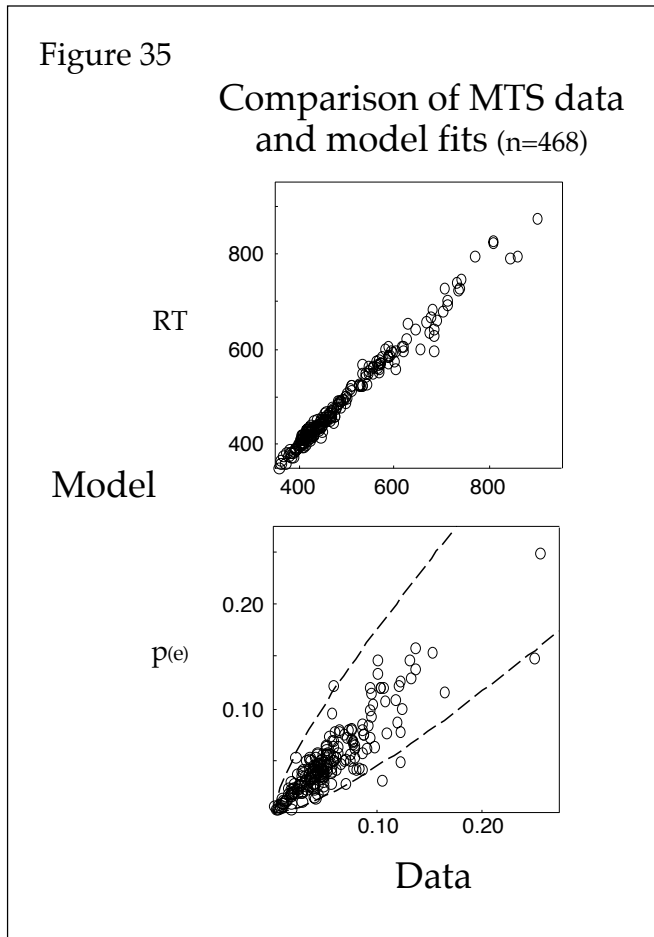 Figure 35
Comparison of MTS data
and model fits (n=468)
800
RT
600
400
400 600 800
Model
0.20
p(e)
0.10
0.10 0.20
Data